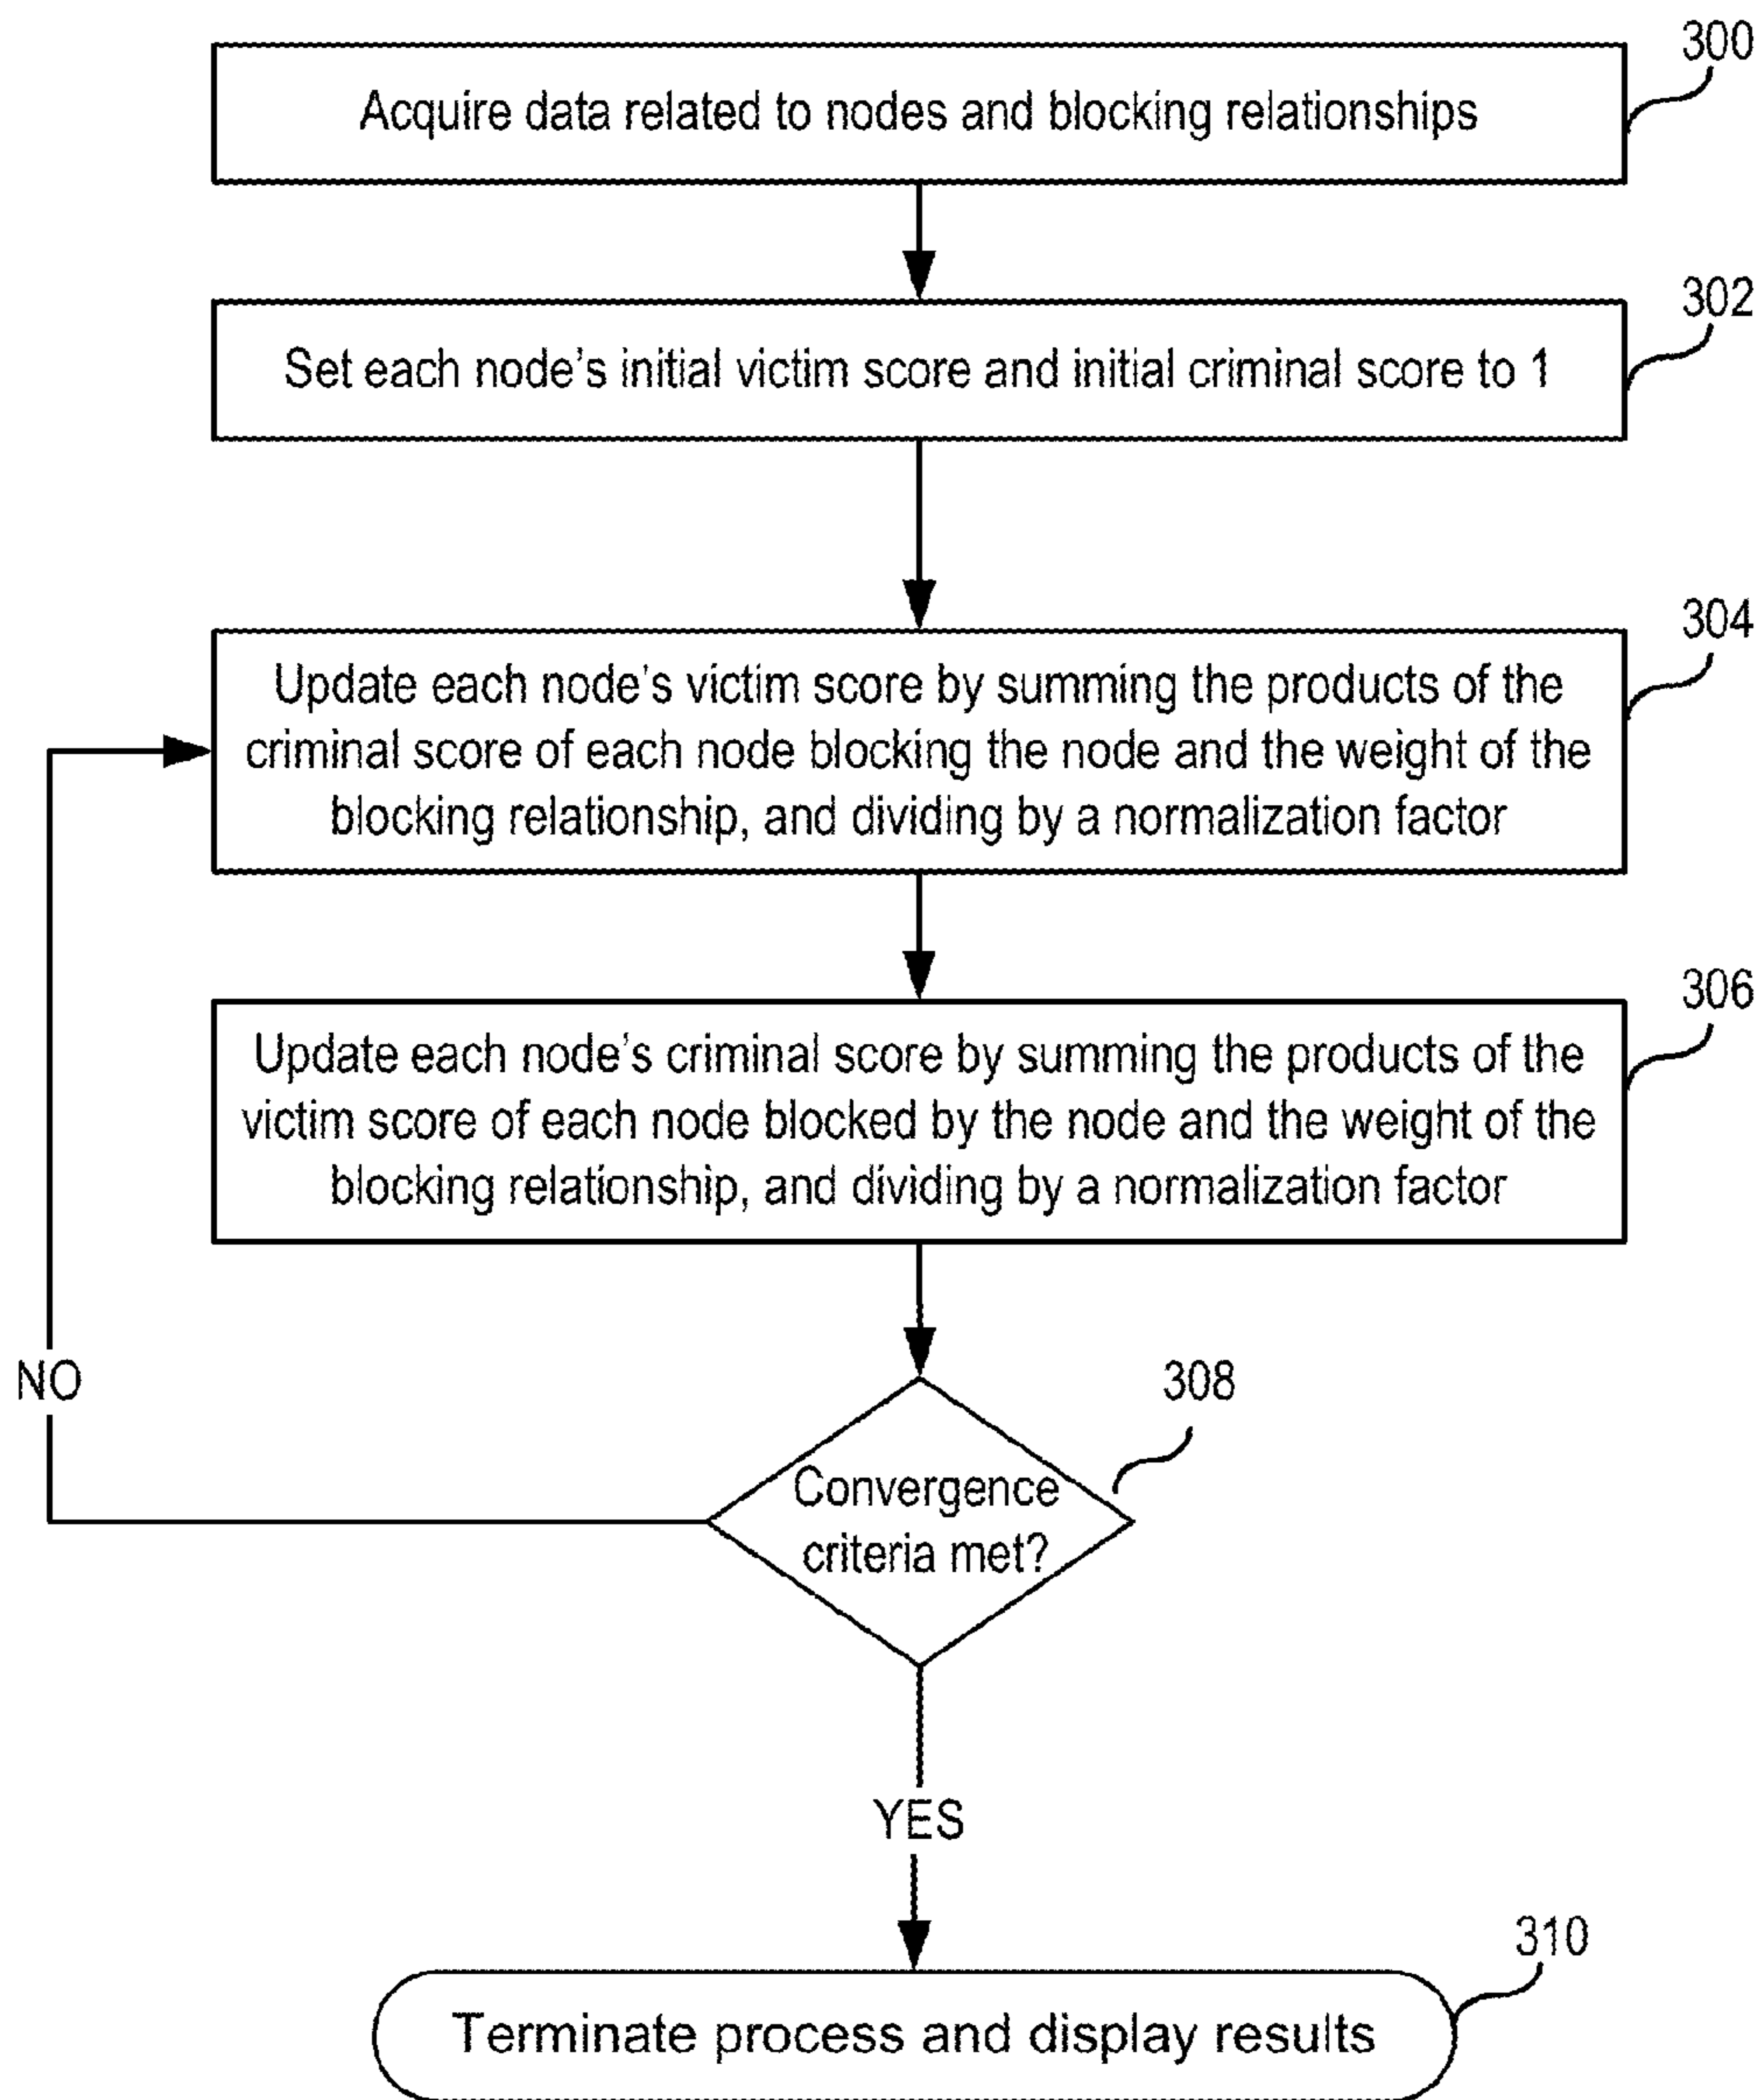 300
Acquire data related to nodes and blocking relationships
302
Set each node's initial victim score and initial criminal score to 1
304
Update each node's victim score by summing the products of the
criminal score of each node blocking the node and the weight of the
blocking relationship, and dividing by a normalization factor
306
Update each node's criminal score by summing the products of the
victim score of each node blocked by the node and the weight of the
blocking relationship, and dividing by a normalization factor
NO
308
Convergence
criteria met?
YES
310
Terminate process and display results